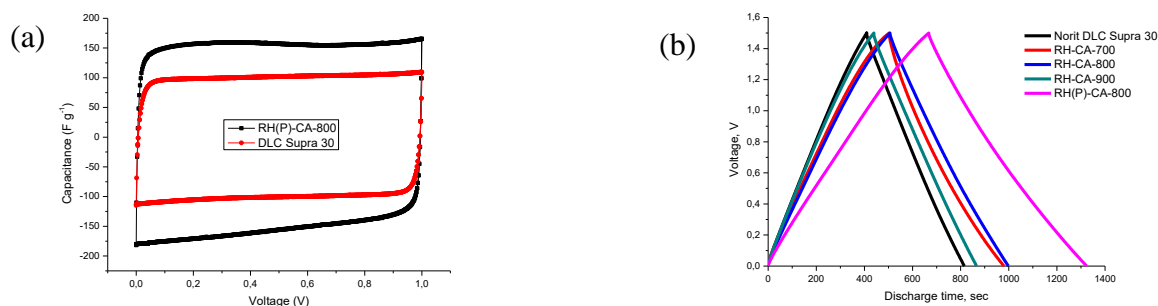 (a)
200
150
100
50
0
-50
-100
-150
-200
Capacitance (F g⁻¹)
RH(P)-CA-800
DLC Supra 30
0,0
0,2
0,4
0,6
0,8
1,0
Voltage (V)
(b)
1,6
1,4
1,2
1,0
0,8
0,6
0,4
0,2
0,0
Voltage, V
Norit DLC Supra 30
RH-CA-700
RH-CA-800
RH-CA-900
RH(P)-CA-800
0
200
400
600
800
1000
1200
1400
Discharge time, sec